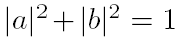 |a|² + |b|² = 1